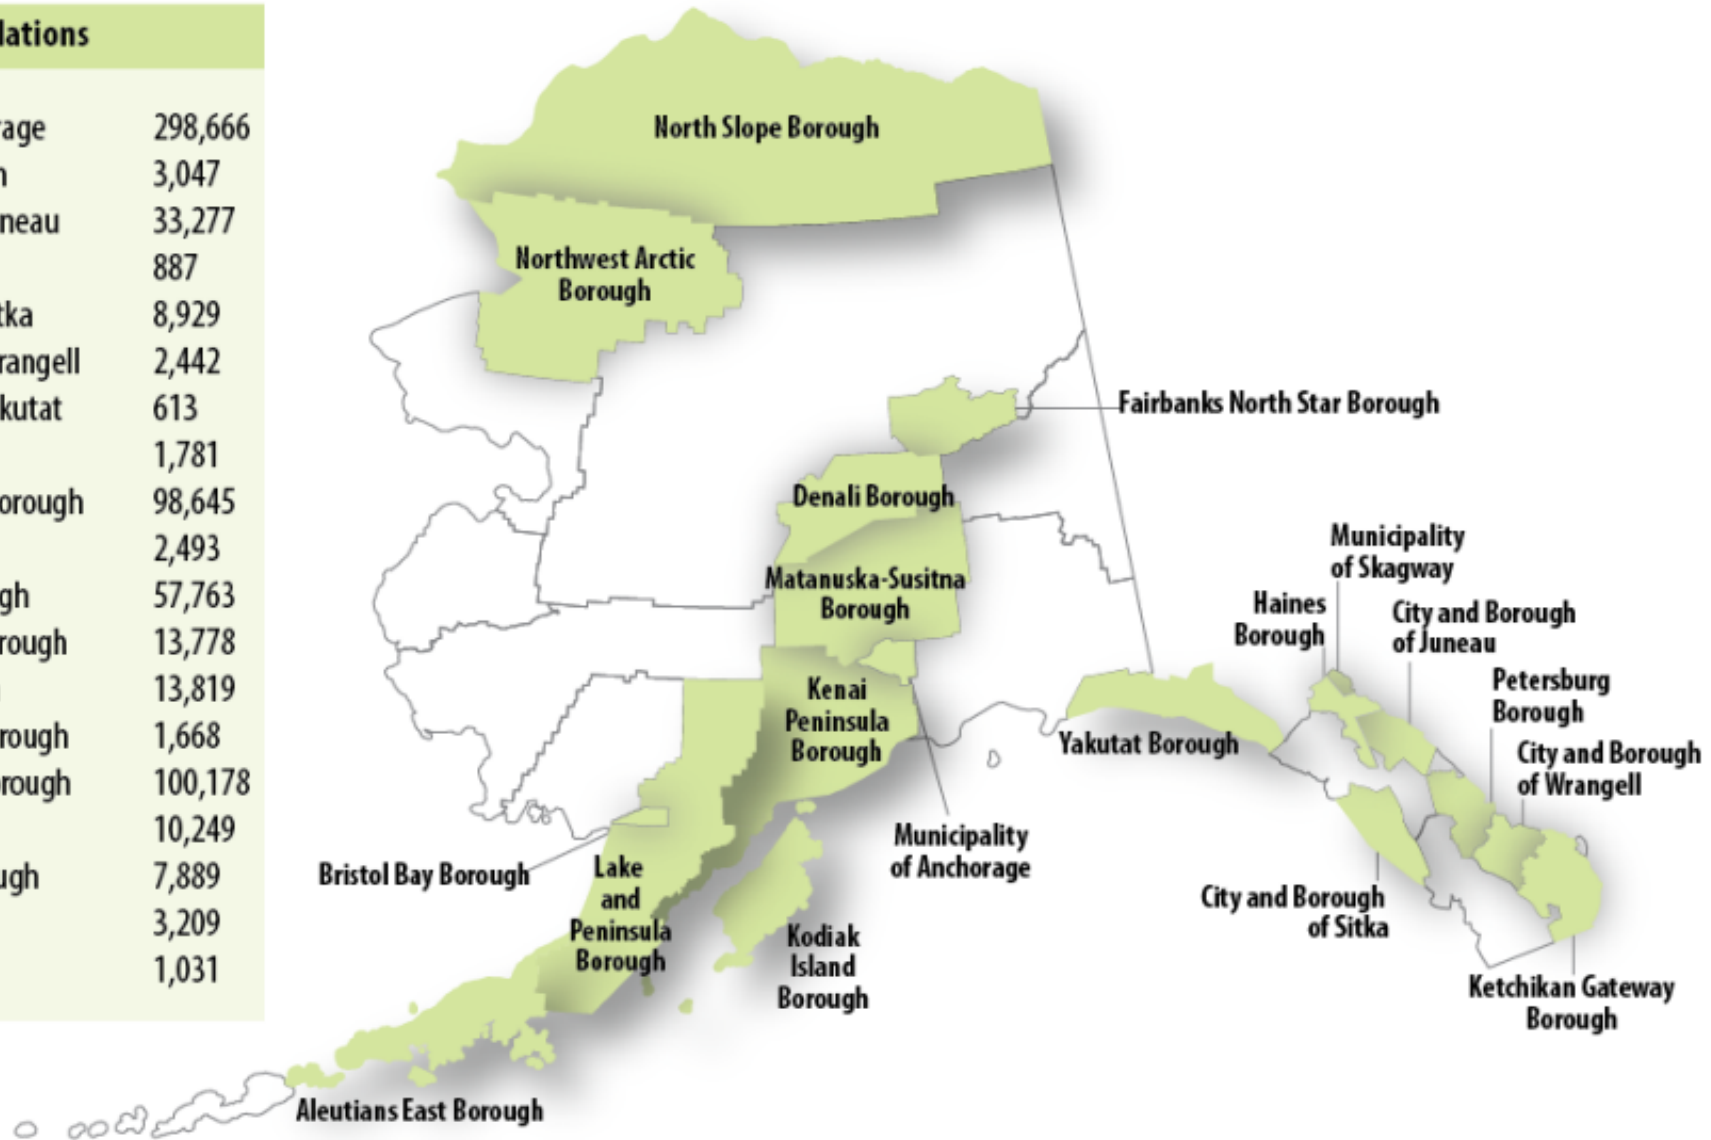 lations
rage 298,666
n 3,047
neau 33,277
887
tka 8,929
rangell 2,442
kutat 613
1,781
orough 98,645
2,493
gh 57,763
rough 13,778
13,819
rough 1,668
orough 100,178
10,249
ugh 7,889
3,209
1,031
North Slope Borough
Northwest Arctic
Borough
Fairbanks North Star Borough
Denali Borough
Matanuska-Susitna
Borough
Kenai
Peninsula
Borough
Municipality
of Skagway
Haines
Borough
City and Borough
of Juneau
Petersburg
Borough
Yakutat Borough
City and Borough
of Wrangell
Municipality
of Anchorage
Bristol Bay Borough
Lake
and
Peninsula
Borough
Kodiak
Island
Borough
City and Borough
of Sitka
Ketchikan Gateway
Borough
Aleutians East Borough